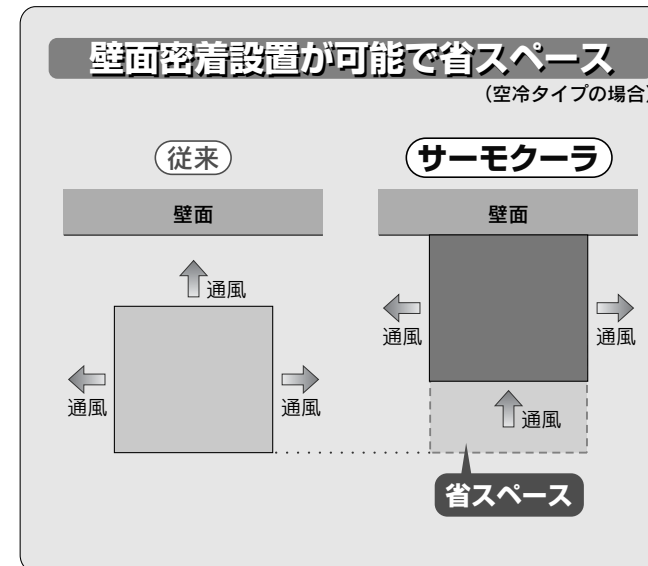 壁面密着設置が可能で省スペース
（空冷タイプの場合）
従来
サーモクーラ
壁面
壁面
通風
通風
通風
通風
通風
通風
省スペース